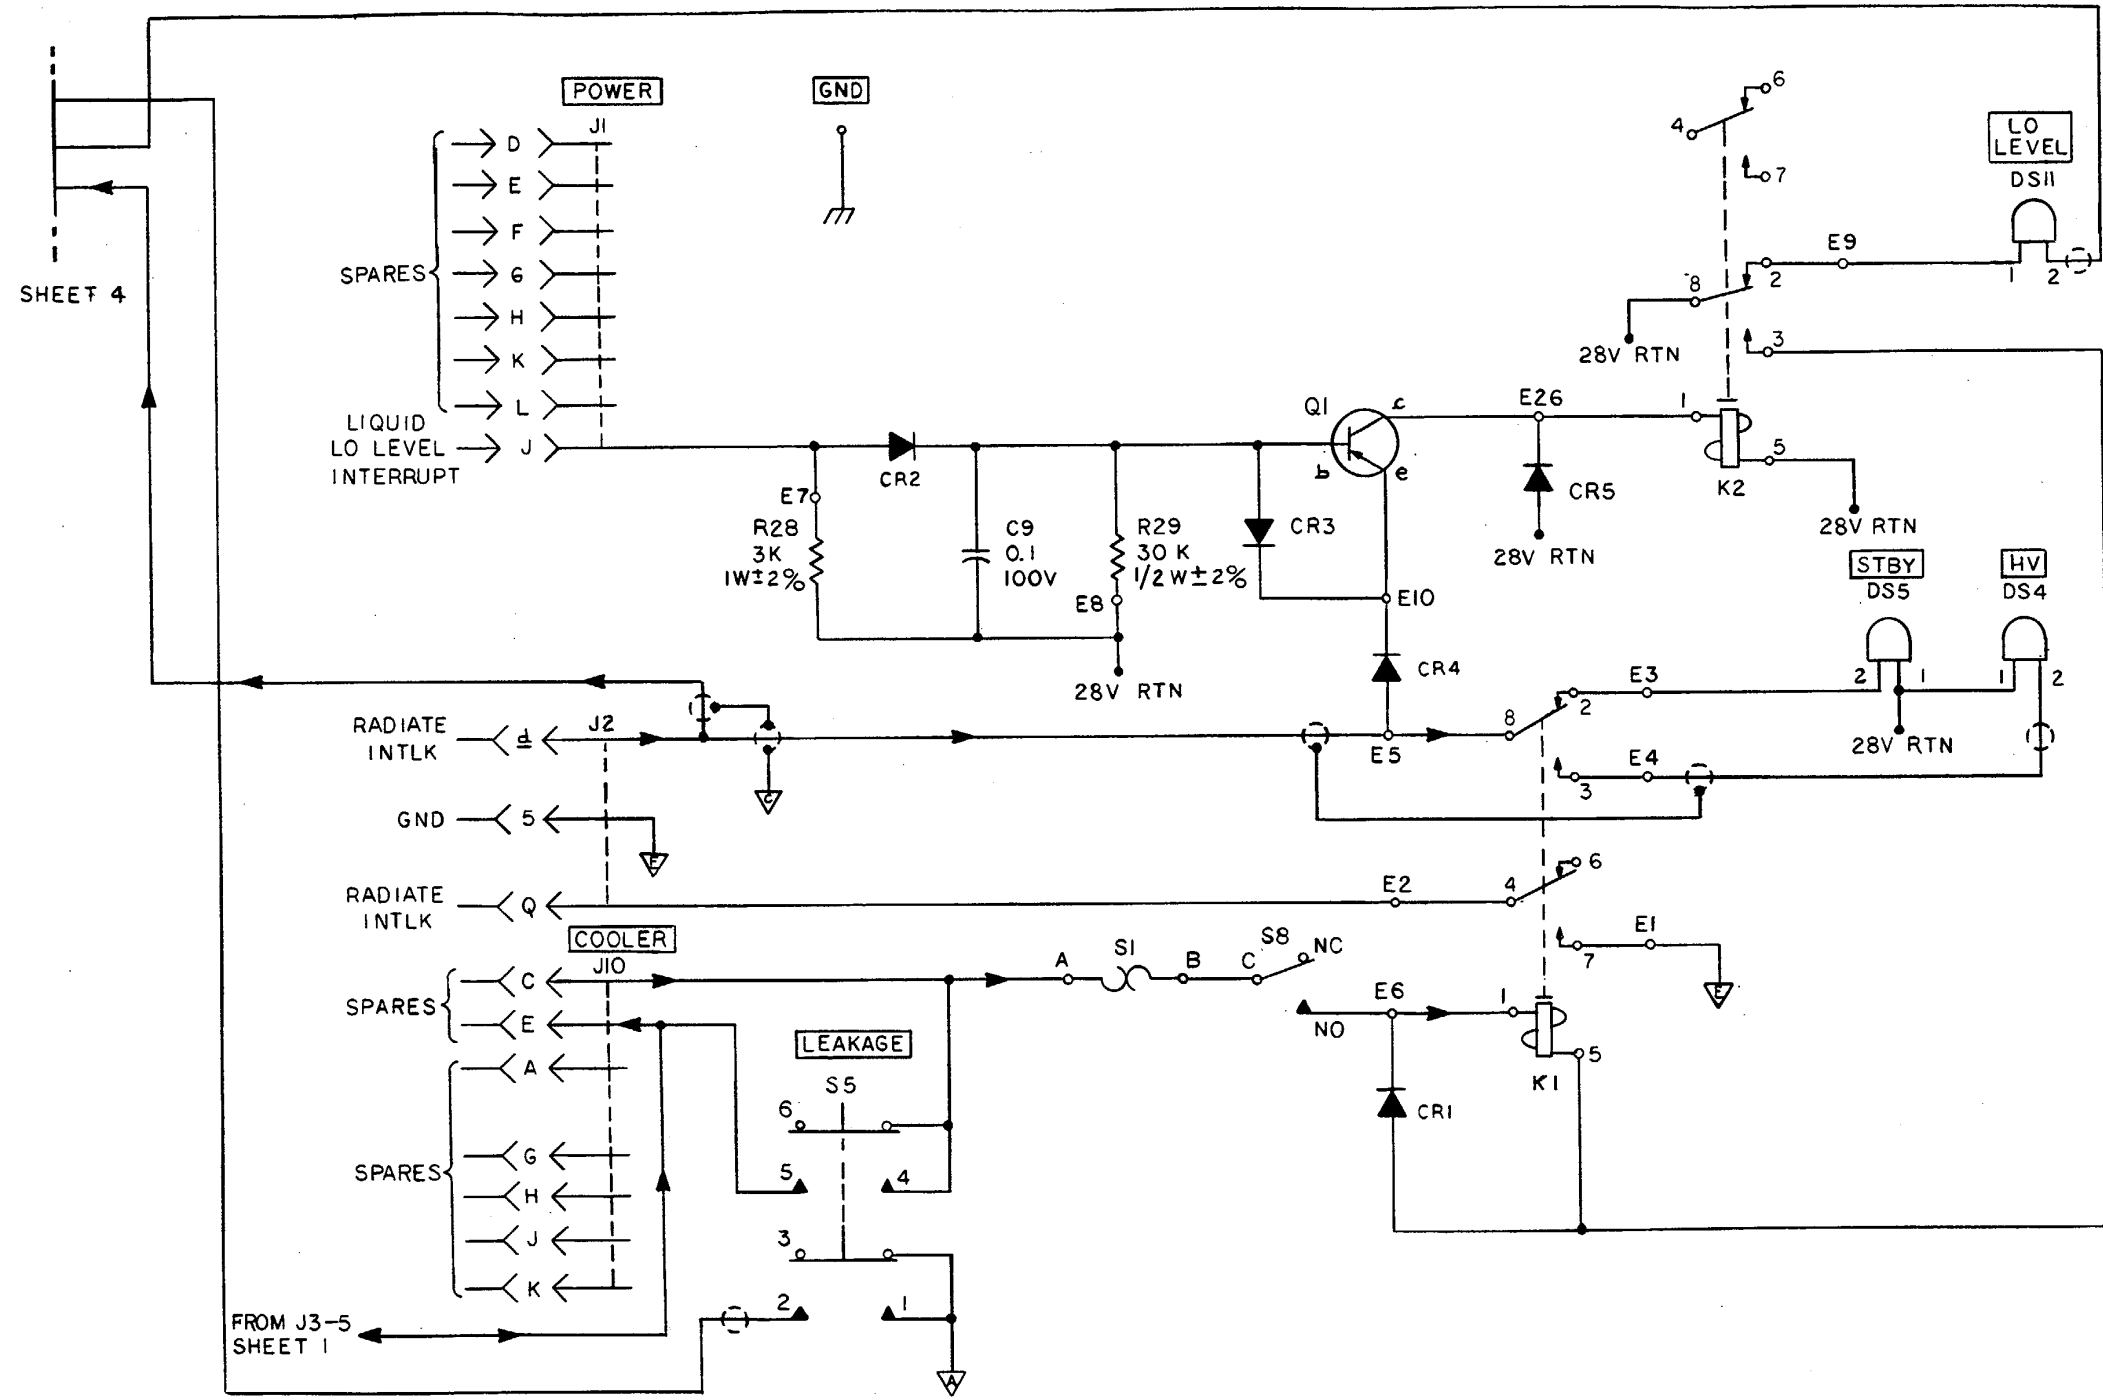 SHEET 4
POWER
J1
GND
SPARES
D
E
F
G
H
K
L
LIQUID
LO LEVEL
INTERRUPT
J
E7
R28
3K
1W±2%
CR2
C9
0.1
100V
R29
30 K
1/2 W±2%
E8
28V RTN
CR3
Q1
c
b
e
E10
CR4
E26
CR5
28V RTN
6
4
7
8
2
E9
3
28V RTN
LO
LEVEL
DS11
1
2
1
5
K2
28V RTN
STBY
DS5
HV
DS4
2
1
1
2
28V RTN
RADIATE
INTLK
d
J2
C
E5
8
2
E3
3
E4
GND
5
E
RADIATE
INTLK
Q
E2
4
6
7
E1
E
COOLER
J10
SPARES
C
E
A
SPARES
G
H
J
K
LEAKAGE
S5
6
5
4
3
2
1
A
A
S1
B
C
S8
NC
NO
E6
1
5
K1
CR1
FROM J3-5
SHEET 1